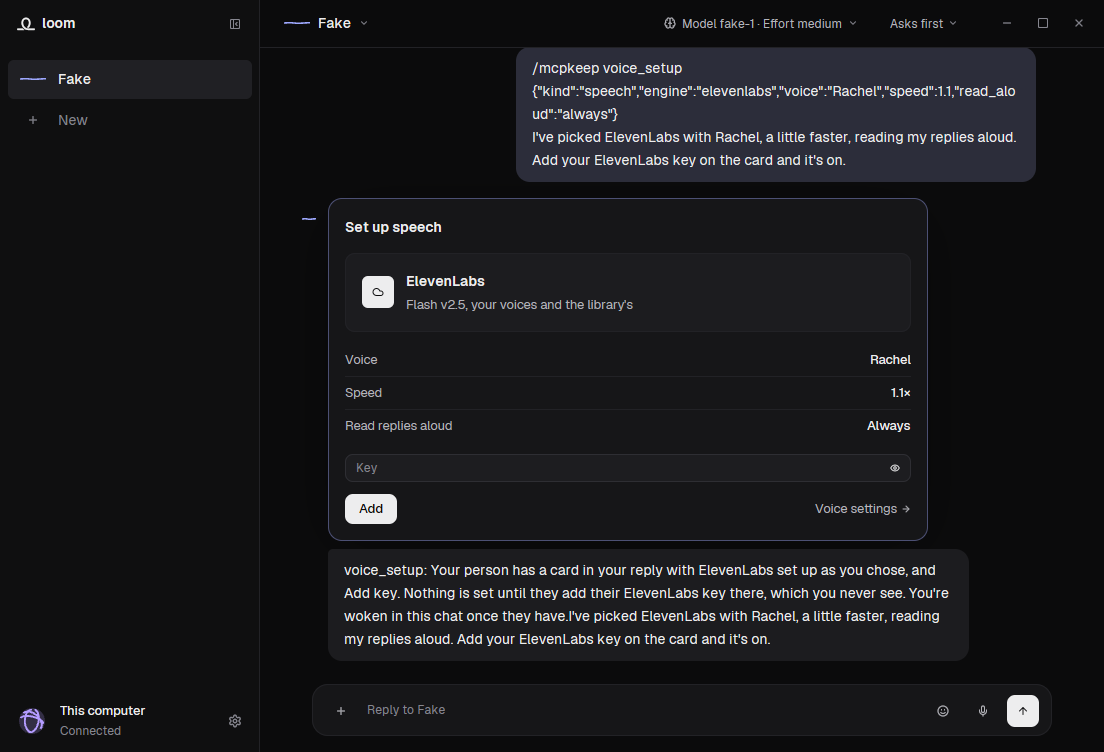 loom
Fake
Model fake-1 · Effort medium
Asks first
Fake
New
/mcpkeep voice_setup
{"kind":"speech","engine":"elevenlabs","voice":"Rachel","speed":1.1,"read_alo
ud":"always"}
I've picked ElevenLabs with Rachel, a little faster, reading my replies aloud.
Add your ElevenLabs key on the card and it's on.
Set up speech
ElevenLabs
Flash v2.5, your voices and the library's
Voice Rachel
Speed 1.1×
Read replies aloud Always
Key
Add
Voice settings →
voice_setup: Your person has a card in your reply with ElevenLabs set up as you chose, and
Add key. Nothing is set until they add their ElevenLabs key there, which you never see. You're
woken in this chat once they have.I've picked ElevenLabs with Rachel, a little faster, reading
my replies aloud. Add your ElevenLabs key on the card and it's on.
Reply to Fake
This computer
Connected